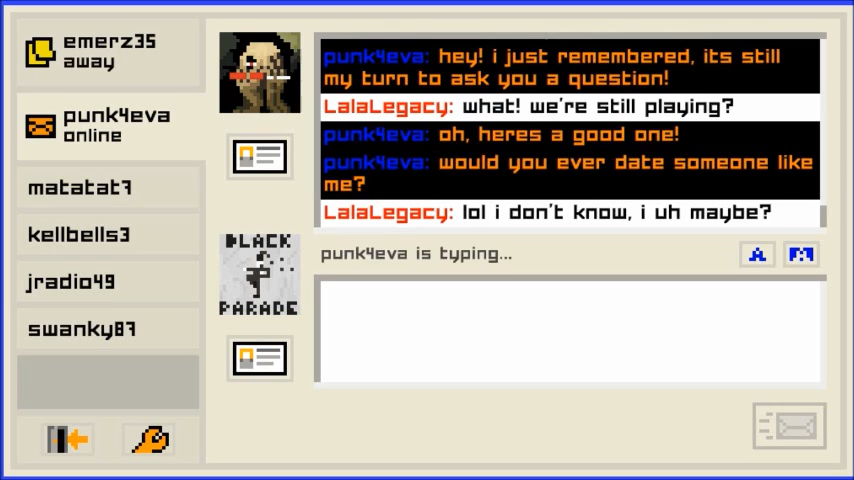 emerz35
away
punk4eva
online
matatat7
kellbells3
jradio49
swanky87
punk4eva: hey! i just remembered, its still
my turn to ask you a question!
LalaLegacy: what! we're still playing?
punk4eva: oh, heres a good one!
punk4eva: would you ever date someone like
me?
LalaLegacy: lol i don't know, i uh maybe?
BLACK
PARADE
punk4eva is typing...
A